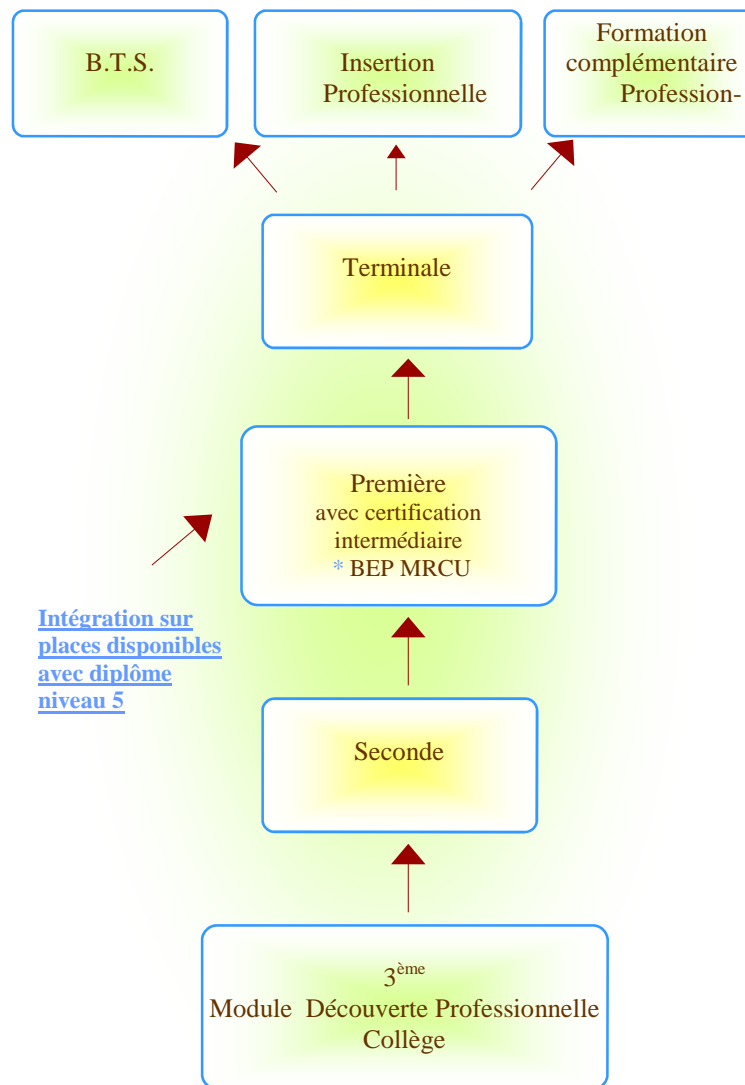 B.T.S.
Insertion
Professionnelle
Formation
complémentaire
Profession-
Terminale
Première
avec certification
intermédiaire
* BEP MRCU
Intégration sur
places disponibles
avec diplôme
niveau 5
Seconde
3ème
Module Découverte Professionnelle
Collège